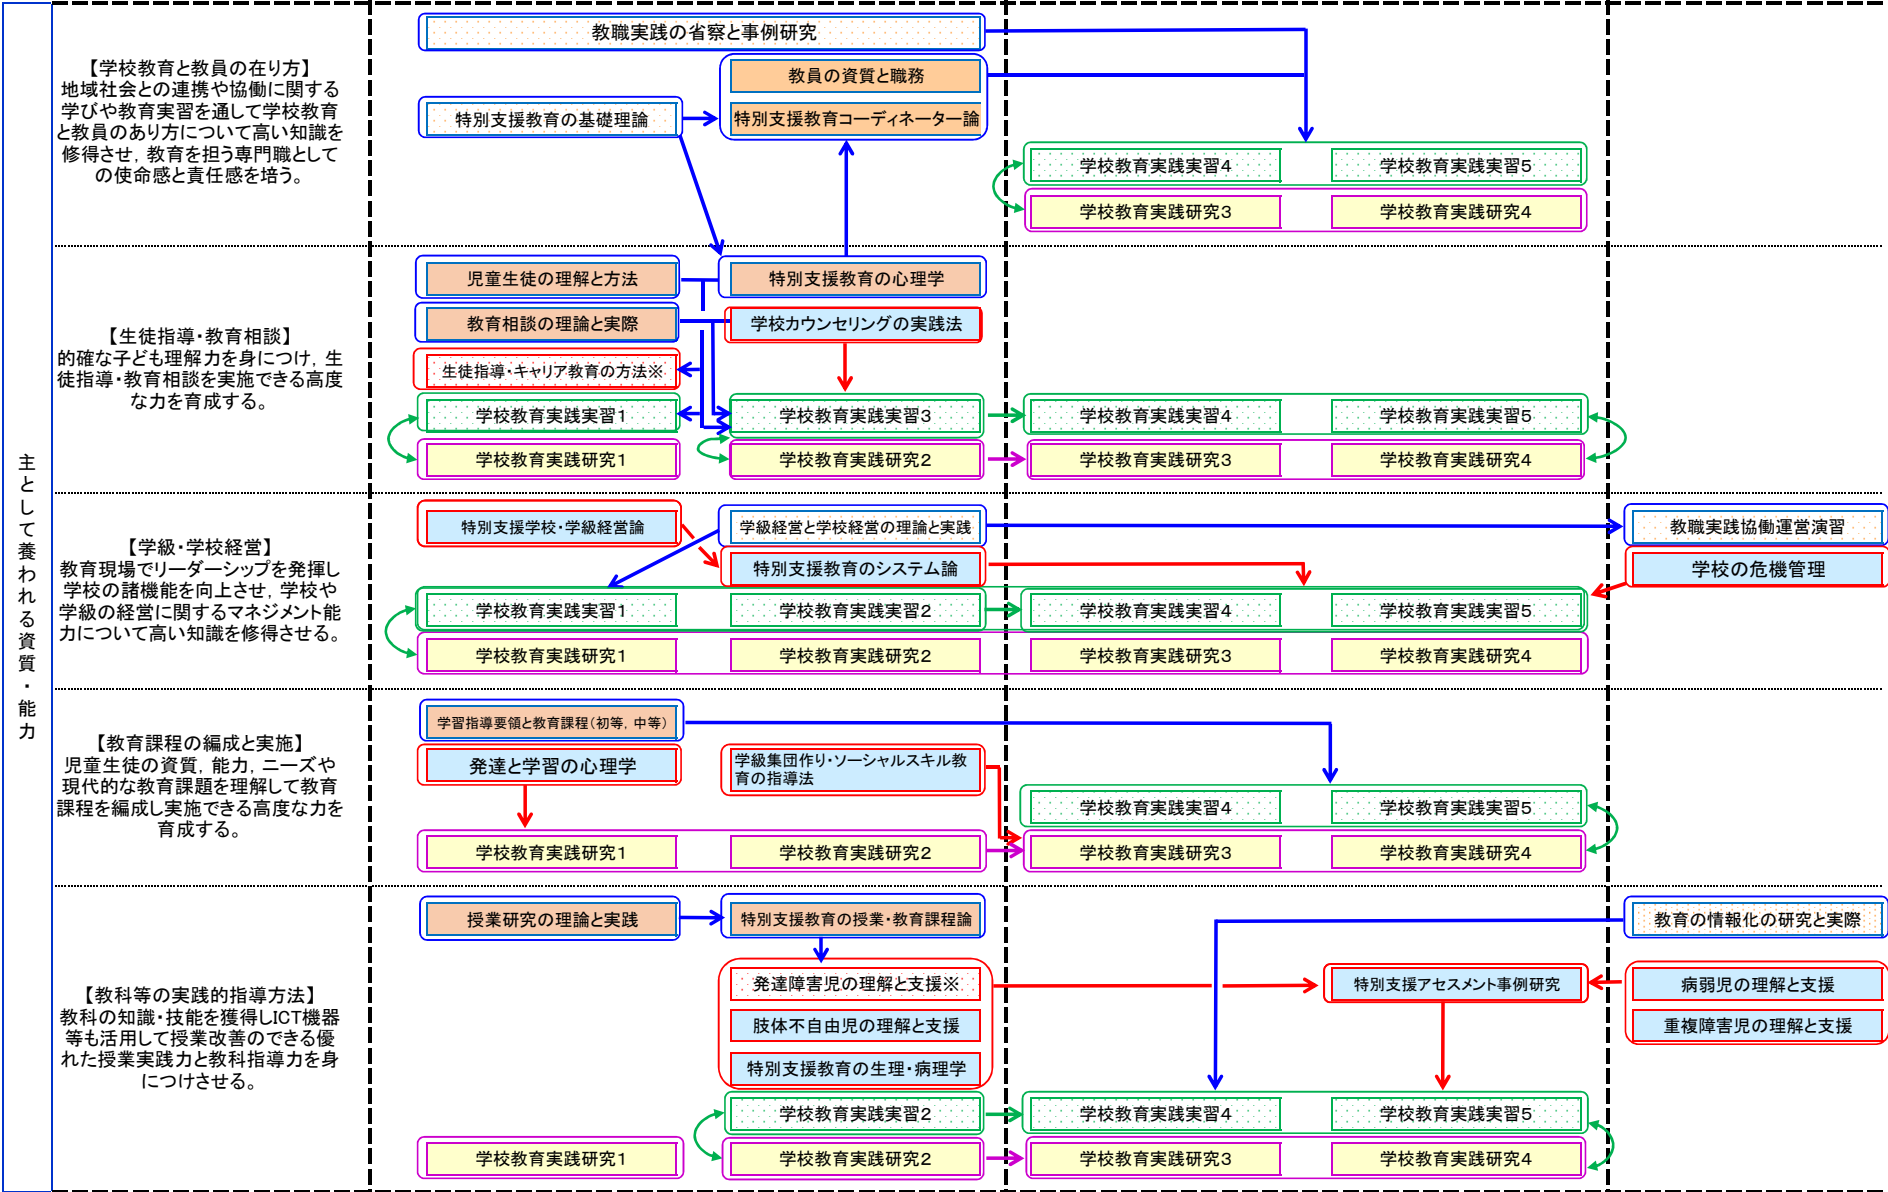 主として養われる資質・能力
【学校教育と教員の在り方】
地域社会との連携や協働に関する
学びや教育実習を通して学校教育
と教員のあり方について高い知識を
修得させ，教育を担う専門職として
の使命感と責任感を培う。
教職実践の省察と事例研究
教員の資質と職務
特別支援教育の基礎理論
特別支援教育コーディネーター論
学校教育実践実習4
学校教育実践実習5
学校教育実践研究3
学校教育実践研究4
【生徒指導・教育相談】
的確な子ども理解力を身につけ，生
徒指導・教育相談を実施できる高度
な力を育成する。
児童生徒の理解と方法
特別支援教育の心理学
教育相談の理論と実際
学校カウンセリングの実践法
生徒指導・キャリア教育の方法※
学校教育実践実習1
学校教育実践実習3
学校教育実践実習4
学校教育実践実習5
学校教育実践研究1
学校教育実践研究2
学校教育実践研究3
学校教育実践研究4
【学級・学校経営】
教育現場でリーダーシップを発揮し
学校の諸機能を向上させ，学校や
学級の経営に関するマネジメント能
力について高い知識を修得させる。
特別支援学校・学級経営論
学級経営と学校経営の理論と実践
教職実践協働運営演習
特別支援教育のシステム論
学校の危機管理
学校教育実践実習1
学校教育実践実習2
学校教育実践実習4
学校教育実践実習5
学校教育実践研究1
学校教育実践研究2
学校教育実践研究3
学校教育実践研究4
【教育課程の編成と実施】
児童生徒の資質，能力，ニーズや
現代的な教育課題を理解して教育
課程を編成し実施できる高度な力を
育成する。
学習指導要領と教育課程（初等，中等）
発達と学習の心理学
学級集団作り・ソーシャルスキル教
育の指導法
学校教育実践実習4
学校教育実践実習5
学校教育実践研究1
学校教育実践研究2
学校教育実践研究3
学校教育実践研究4
【教科等の実践的指導方法】
教科の知識・技能を獲得しICT機器
等も活用して授業改善のできる優
れた授業実践力と教科指導力を身
につけさせる。
授業研究の理論と実践
特別支援教育の授業・教育課程論
教育の情報化の研究と実際
発達障害児の理解と支援※
特別支援アセスメント事例研究
病弱児の理解と支援
肢体不自由児の理解と支援
重複障害児の理解と支援
特別支援教育の生理・病理学
学校教育実践実習2
学校教育実践実習4
学校教育実践実習5
学校教育実践研究1
学校教育実践研究2
学校教育実践研究3
学校教育実践研究4